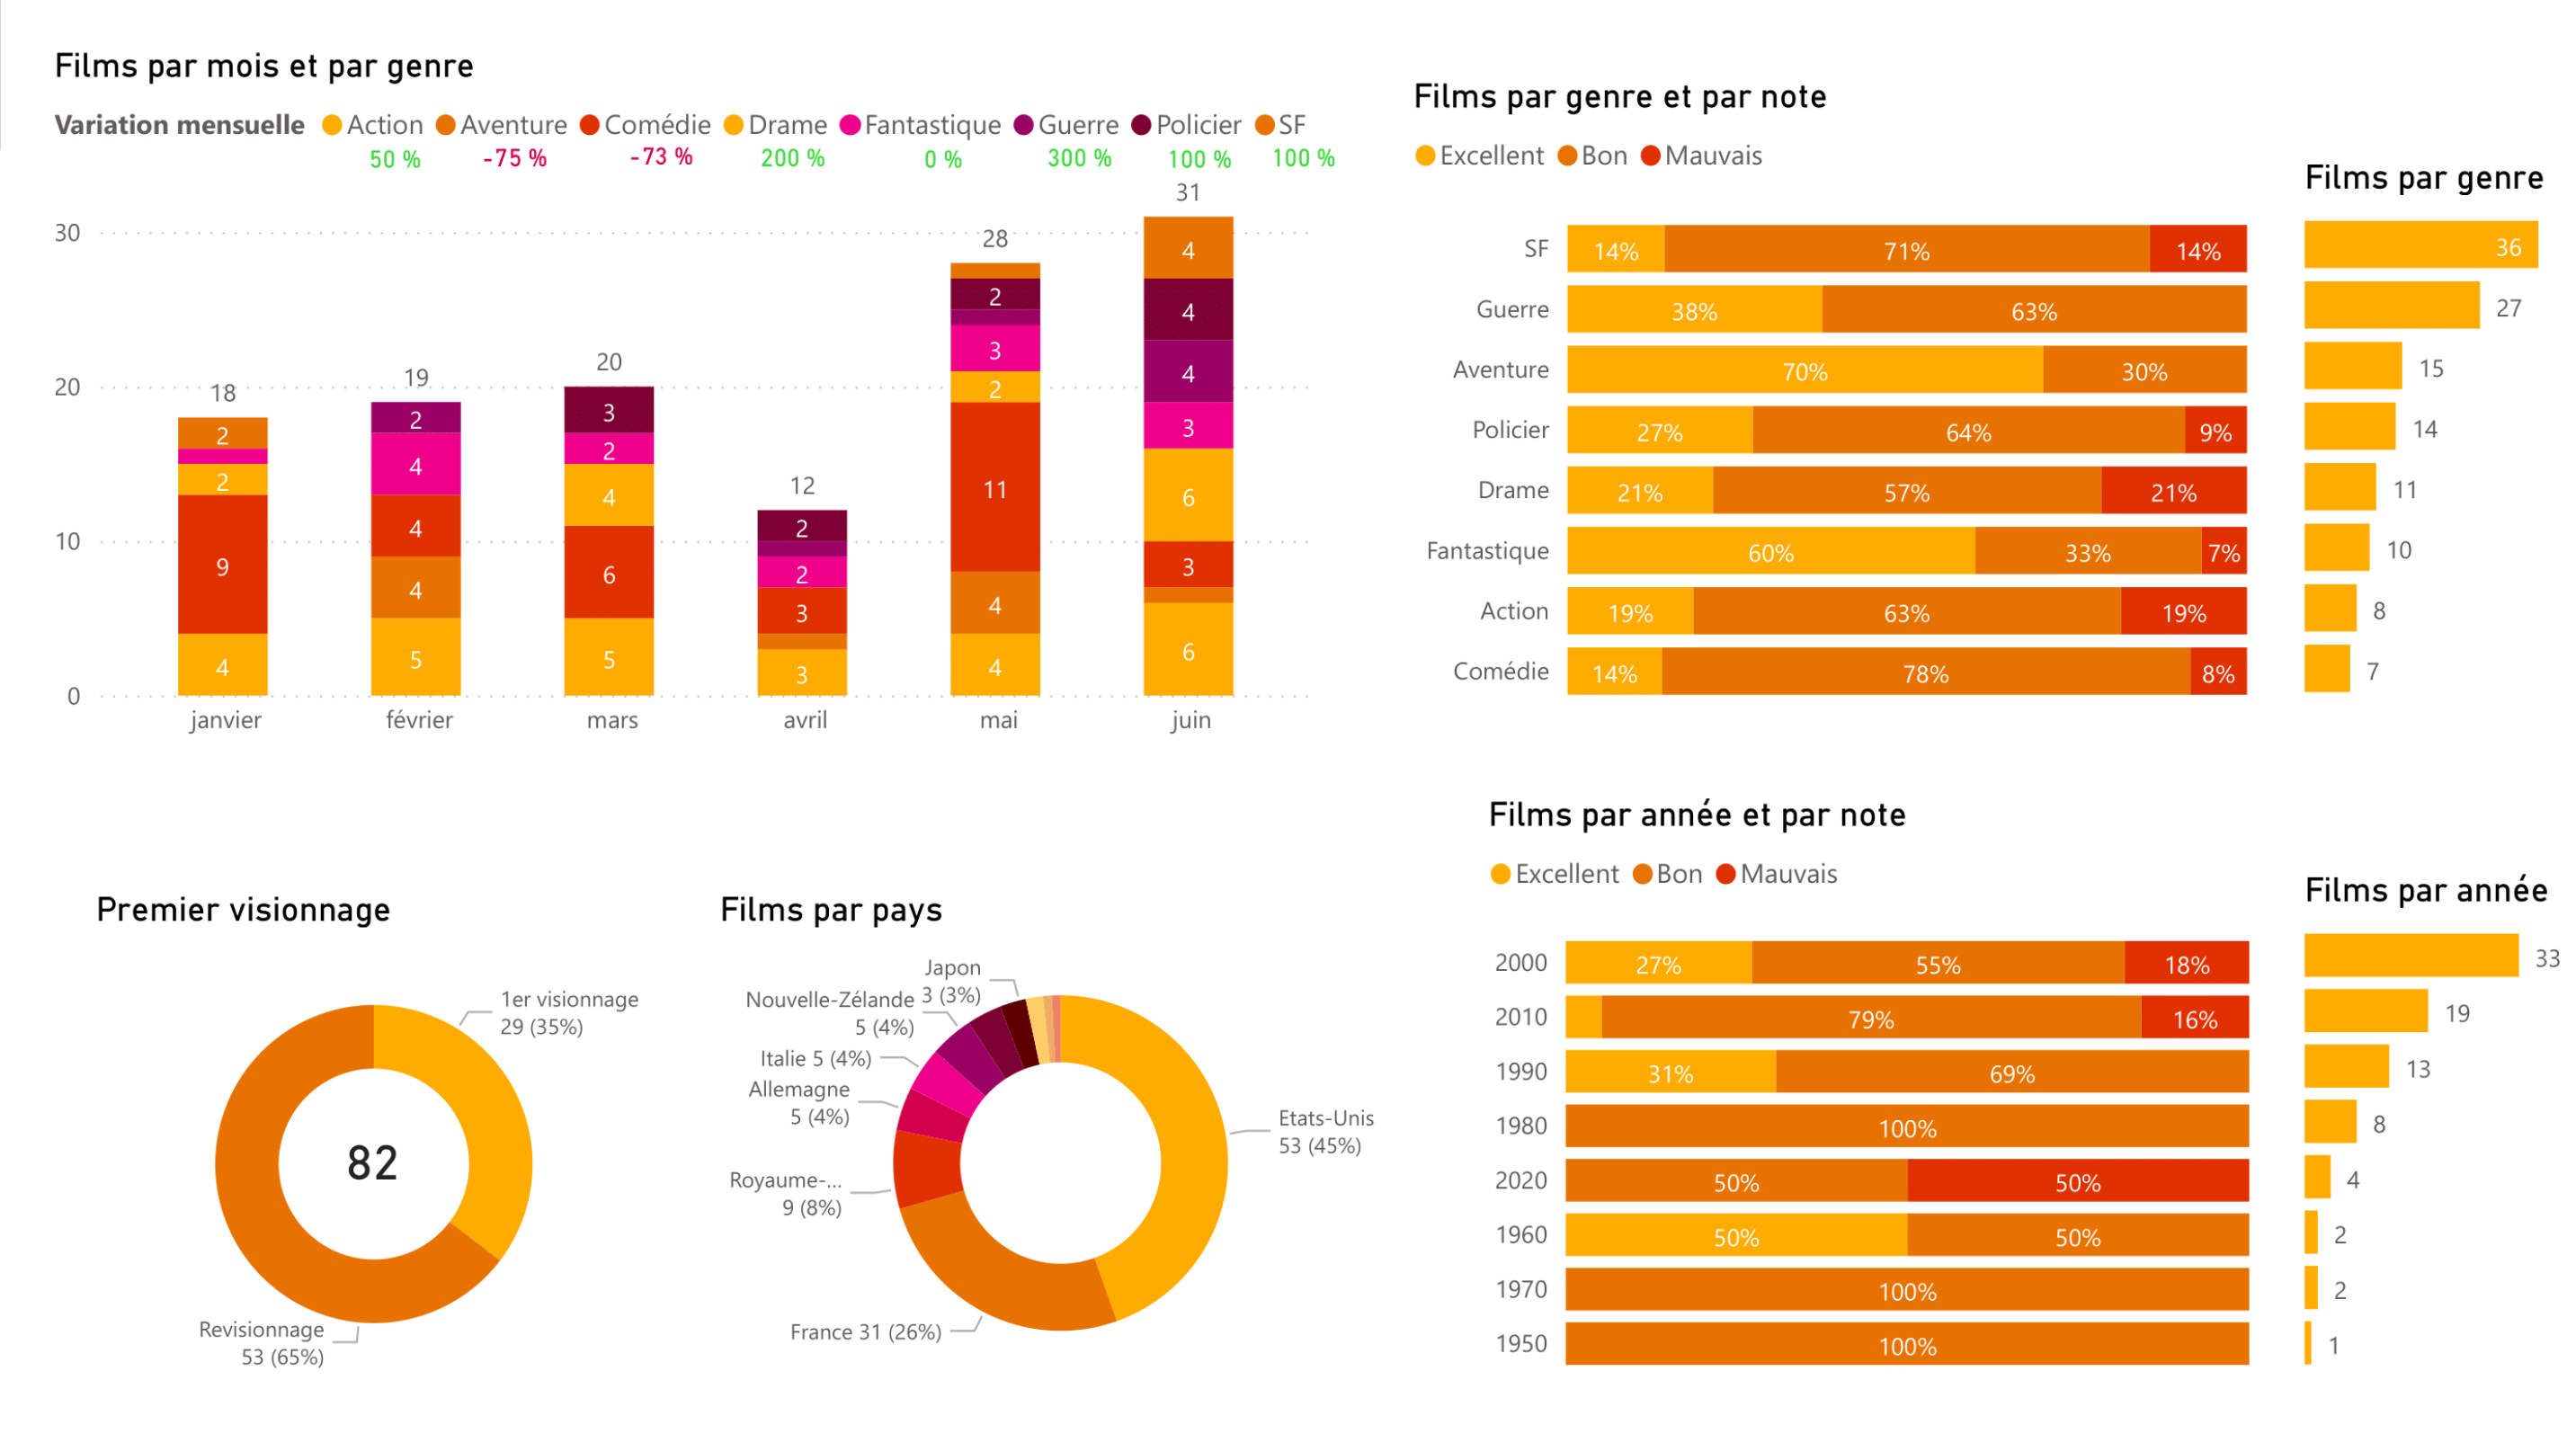 Films par mois et par genre
Variation mensuelle Action Aventure Comédie Drame Fantastique Guerre Policier SF
50 % -75 % -73 % 200 % 0 % 300 % 100 % 100 %
30
20
10
0
18
2
2
9
4
19
2
4
4
4
5
20
3
2
4
6
5
12
2
2
3
3
28
2
3
2
11
4
4
31
4
4
4
3
6
3
6
janvier février mars avril mai juin
Films par genre et par note
Excellent Bon Mauvais
SF 14% 71% 14%
Guerre 38% 63%
Aventure 70% 30%
Policier 27% 64% 9%
Drame 21% 57% 21%
Fantastique 60% 33% 7%
Action 19% 63% 19%
Comédie 14% 78% 8%
Films par genre
36
27
15
14
11
10
8
7
Premier visionnage
1er visionnage
29 (35%)
82
Revisionnage
53 (65%)
Films par pays
Japon
3 (3%)
Nouvelle-Zélande
5 (4%)
Italie 5 (4%)
Allemagne
5 (4%)
Royaume-...
9 (8%)
France 31 (26%)
Etats-Unis
53 (45%)
Films par année et par note
Excellent Bon Mauvais
2000 27% 55% 18%
2010 79% 16%
1990 31% 69%
1980 100%
2020 50% 50%
1960 50% 50%
1970 100%
1950 100%
Films par année
33
19
13
8
4
2
2
1